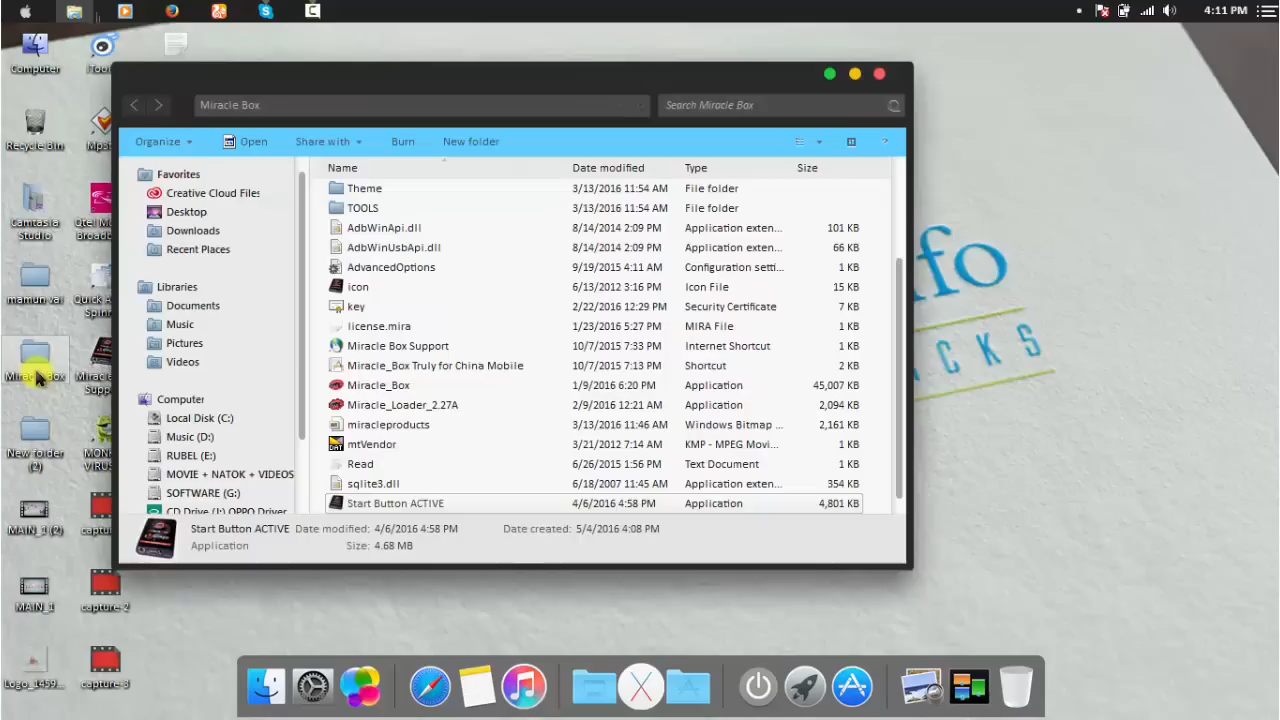 4:11 PM
Computer
iTool
Miracle Box
Search Miracle Box
Recycle Bin
Organize
Open
Share with
Burn
New folder
Name
Date modified
Type
Size
Favorites
Creative Cloud Files
Desktop
Downloads
Recent Places
Libraries
Documents
Music
Pictures
Videos
Computer
Local Disk (C:)
Music (D:)
RUBEL (E:)
MOVIE + NATOK + VIDEOS
SOFTWARE (G:)
CD Drive (I:) OPPO Driver
Theme 3/13/2016 11:54 AM File folder
TOOLS 3/13/2016 11:54 AM File folder
AdbWinApi.dll 8/14/2014 2:09 PM Application exten... 101 KB
AdbWinUsbApi.dll 8/14/2014 2:09 PM Application exten... 66 KB
AdvancedOptions 9/19/2015 4:11 AM Configuration setti... 1 KB
icon 6/13/2012 3:16 PM Icon File 15 KB
key 2/22/2016 12:29 PM Security Certificate 7 KB
license.mira 1/23/2016 5:27 PM MIRA File 1 KB
Miracle Box Support 10/7/2015 7:33 PM Internet Shortcut 1 KB
Miracle_Box Truly for China Mobile 10/7/2015 7:33 PM Shortcut 2 KB
Miracle_Box 1/9/2016 6:20 PM Application 45,007 KB
Miracle_Loader_2.27A 2/9/2016 12:21 AM Application 2,094 KB
miracleproducts 3/13/2016 11:46 AM Windows Bitmap ... 2,161 KB
mtVendor 3/21/2012 7:14 AM KMP - MPEG Movi... 1 KB
Read 6/26/2015 1:56 PM Text Document 1 KB
sqlite3.dll 6/18/2007 11:45 AM Application exten... 354 KB
Start Button ACTIVE 4/6/2016 4:58 PM Application 4,801 KB
Start Button ACTIVE Date modified: 4/6/2016 4:58 PM Date created: 5/4/2016 4:08 PM
Application Size: 4.68 MB
Camtasia
Studio
mamun vai
Quick
New folder
(2)
MAIN_1 (2)
MAIN_1
capture-2
Logo_1459...
capture-3
fo
CKS